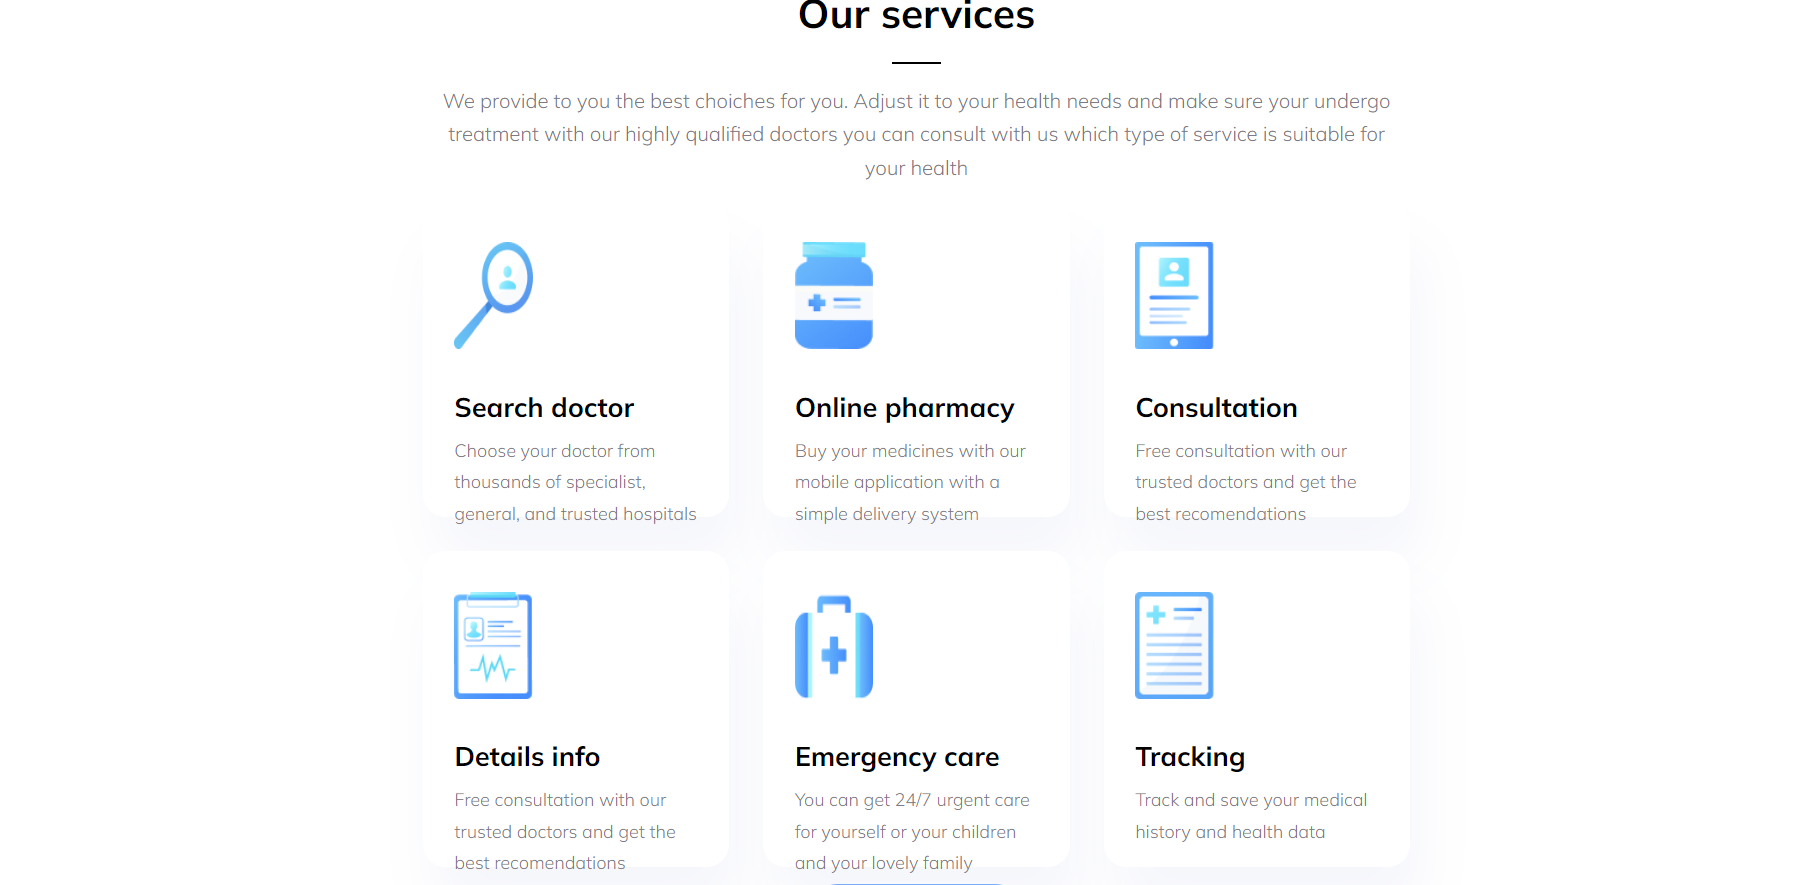 Our services
We provide to you the best choiches for you. Adjust it to your health needs and make sure your undergo
treatment with our highly qualified doctors you can consult with us which type of service is suitable for
your health
Search doctor
Choose your doctor from
thousands of specialist,
general, and trusted hospitals
Online pharmacy
Buy your medicines with our
mobile application with a
simple delivery system
Consultation
Free consultation with our
trusted doctors and get the
best recomendations
Details info
Free consultation with our
trusted doctors and get the
best recomendations
Emergency care
You can get 24/7 urgent care
for yourself or your children
and your lovely family
Tracking
Track and save your medical
history and health data